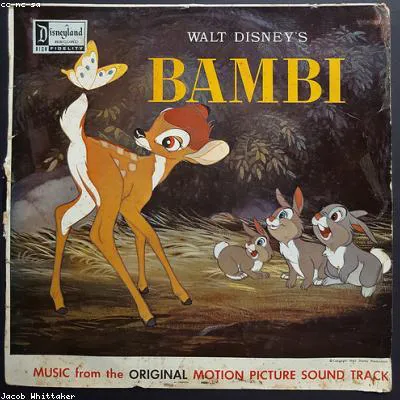 cc-nc-sa
Disneyland
RECORD
HIGH FIDELITY
WALT DISNEY'S
BAMBI
MUSIC from the ORIGINAL MOTION PICTURE SOUND TRACK
Jacob Whittaker